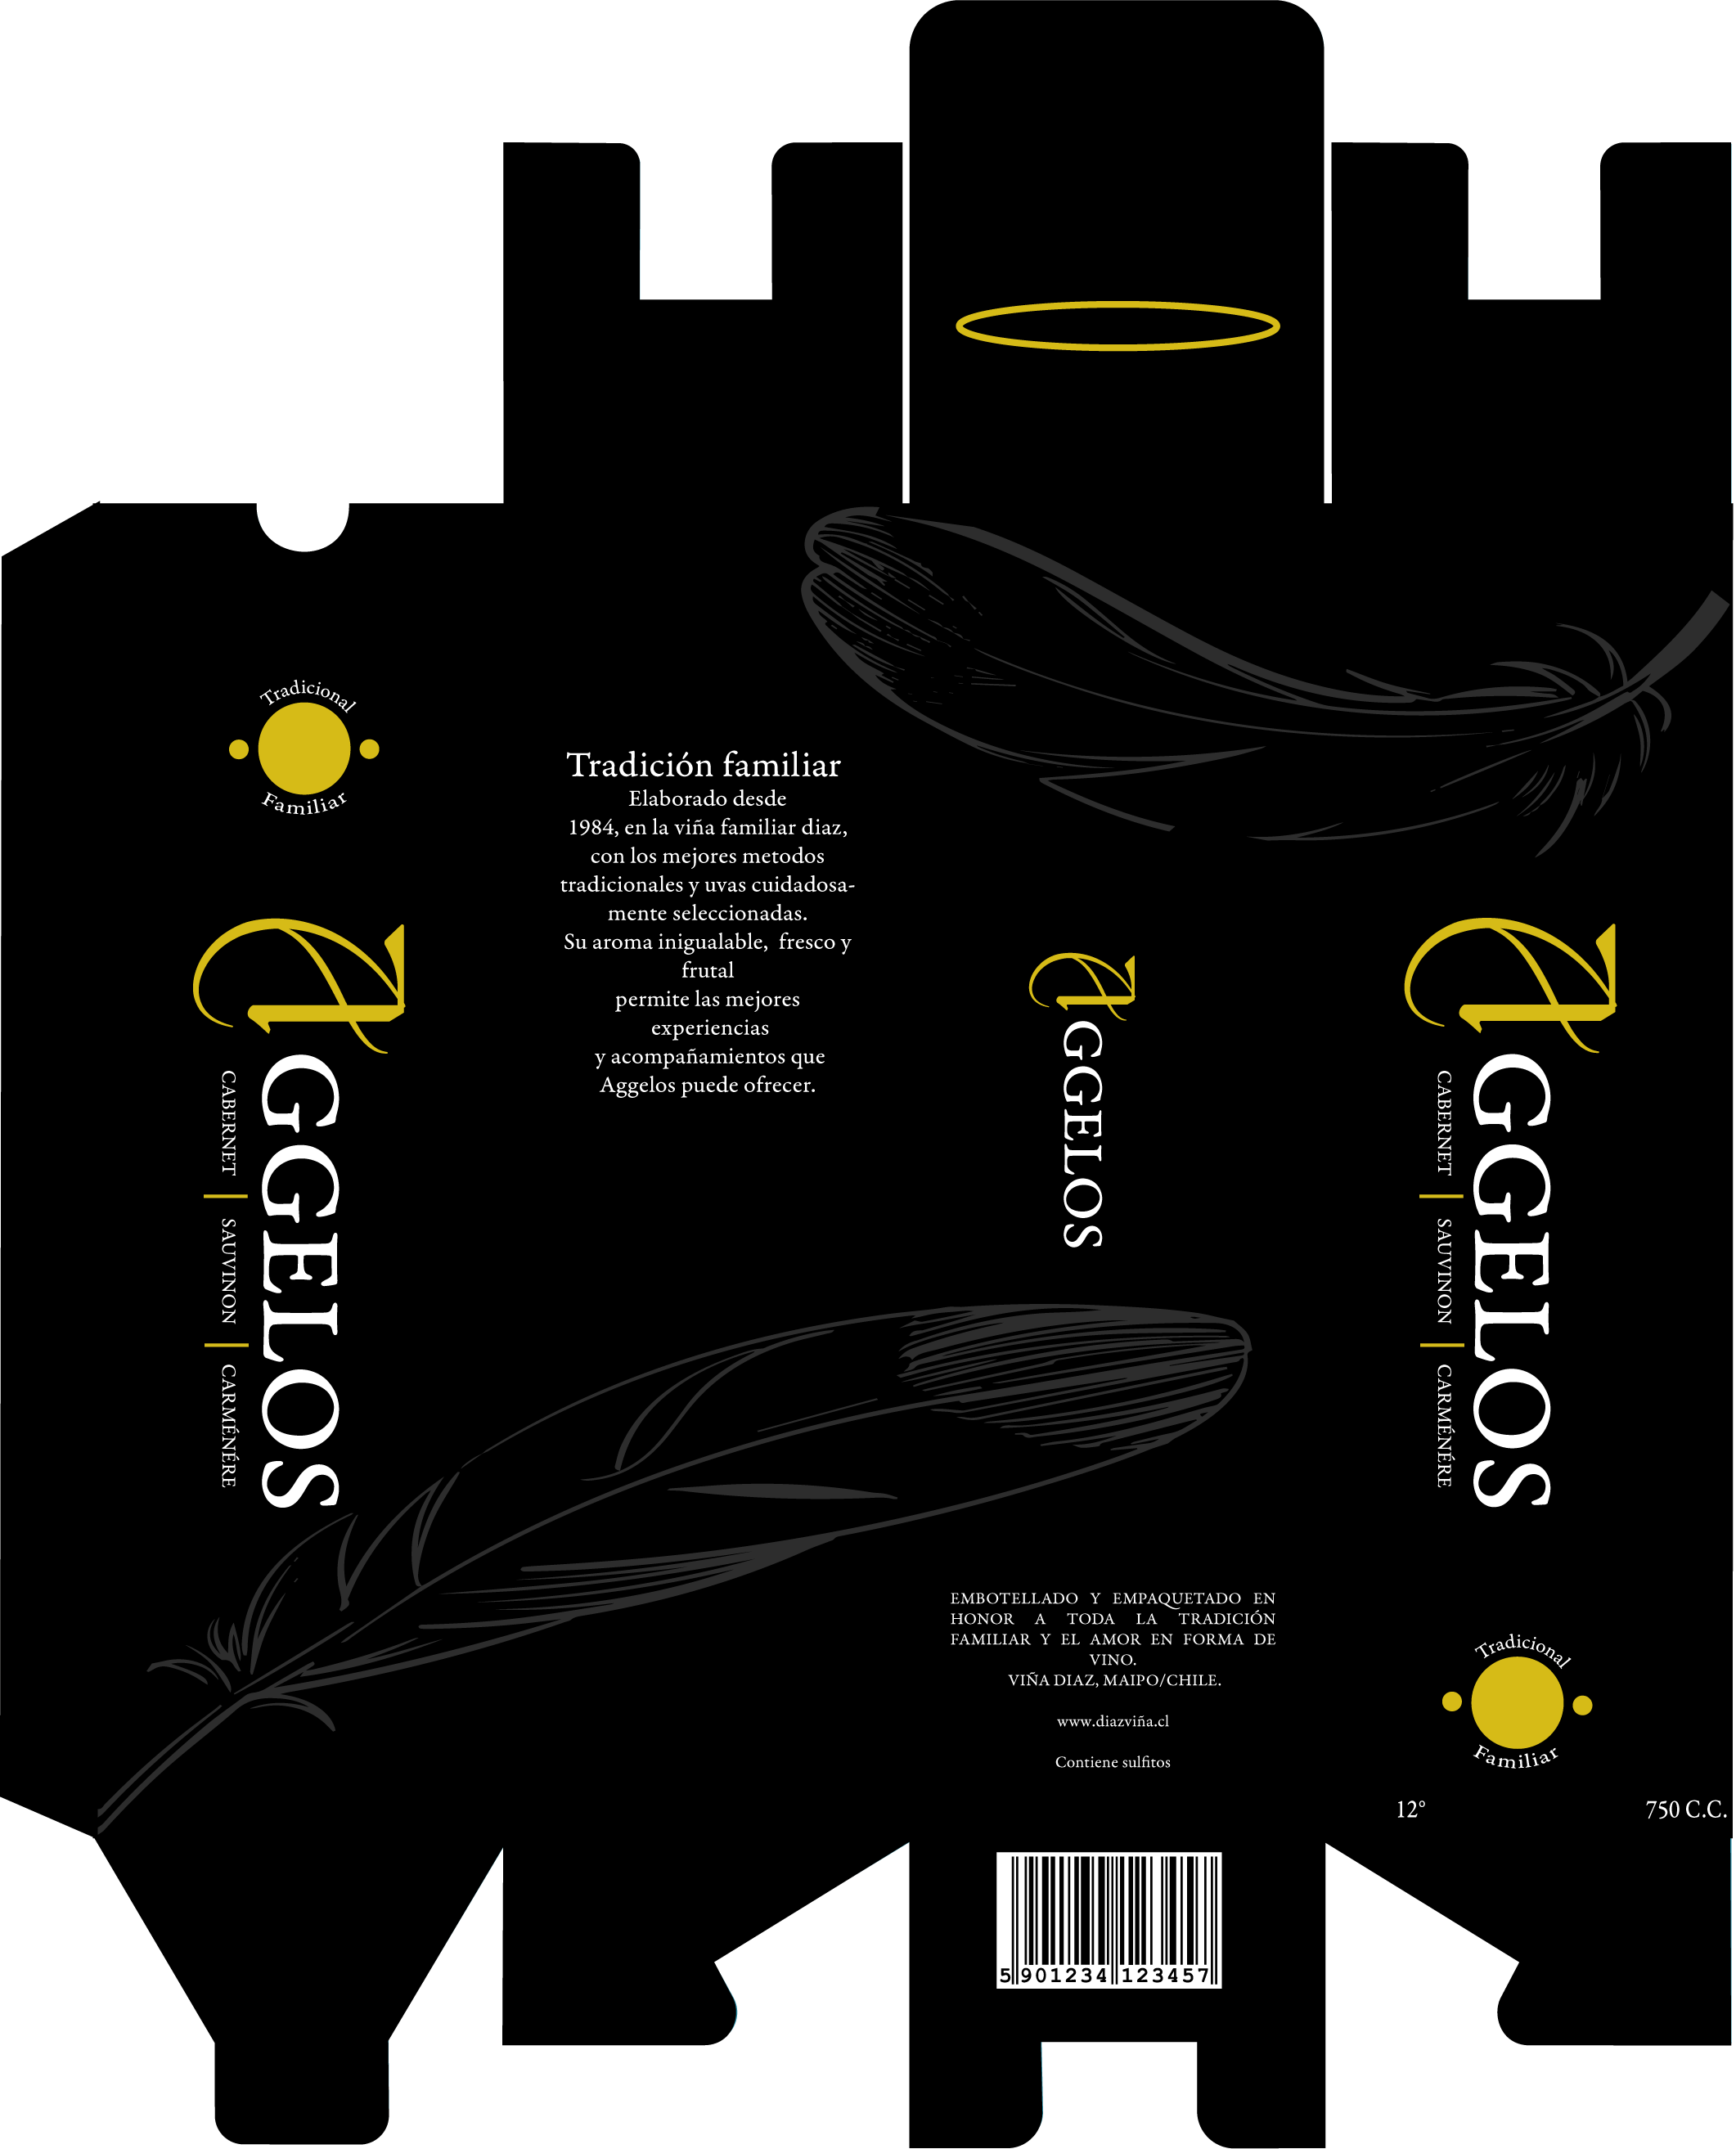 Tradicional
Familiar
AGGELOS
CABERNET | SAUVINON | CARMÉNÉRE
Tradición familiar
Elaborado desde
1984, en la viña familiar diaz,
con los mejores metodos
tradicionales y uvas cuidadosa-
mente seleccionadas.
Su aroma inigualable, fresco y
frutal
permite las mejores
experiencias
y acompañamientos que
Aggelos puede ofrecer.
AGGELOS
EMBOTELLADO Y EMPAQUETADO EN
HONOR A TODA LA TRADICIÓN
FAMILIAR Y EL AMOR EN FORMA DE
VINO.
VIÑA DIAZ, MAIPO/CHILE.
www.diazviña.cl
Contiene sulfitos
5 901234 123457
AGGELOS
CABERNET | SAUVINON | CARMÉNÉRE
Tradicional
Familiar
12° 750 C.C.